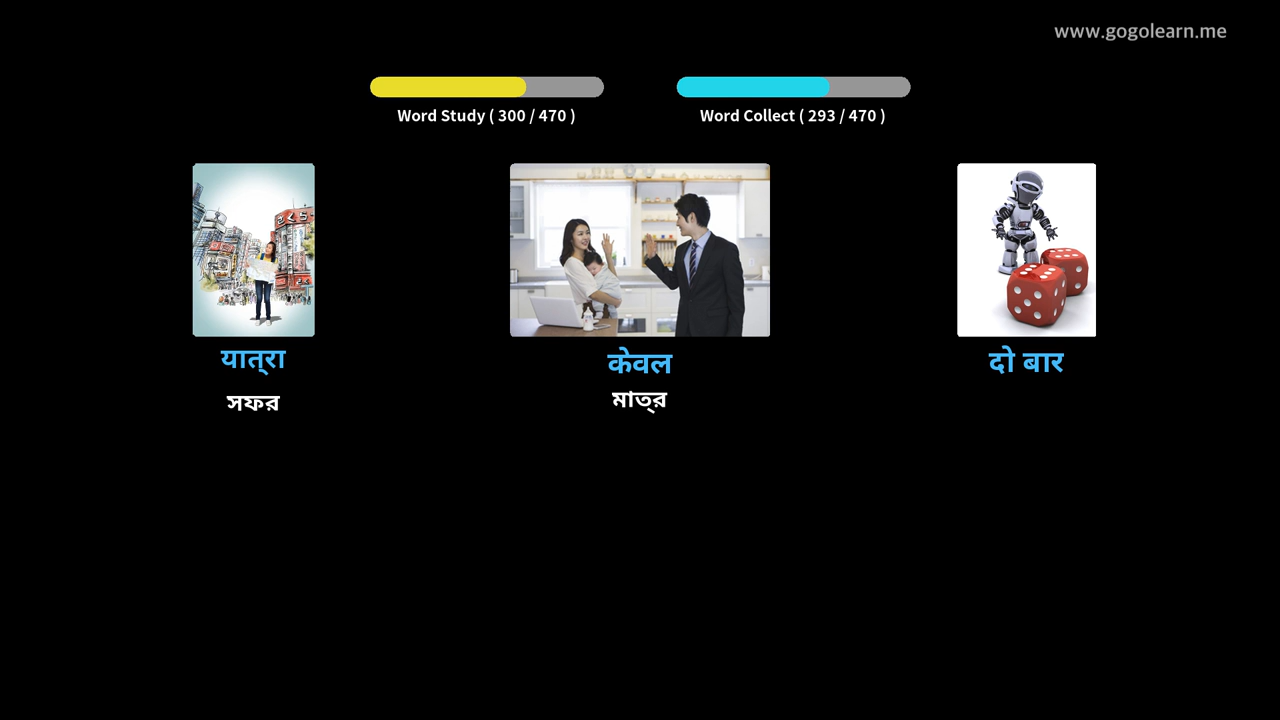 www.gogolearn.me
Word Study ( 300 / 470 )
Word Collect ( 293 / 470 )
यात्रा
केवल
दो बार
সফর
মাত্র